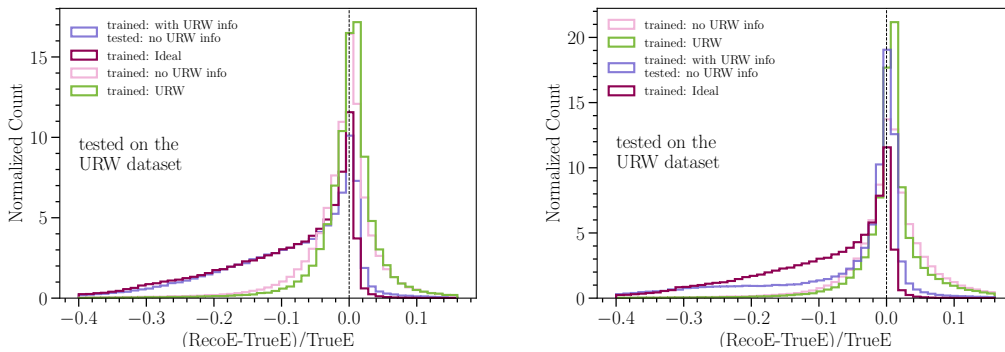 trained: with URW info
tested: no URW info
trained: Ideal
trained: no URW info
trained: URW
tested on the
URW dataset
Normalized Count
15
10
5
0
−0.4
−0.3
−0.2
−0.1
0.0
0.1
(RecoE-TrueE)/TrueE
trained: no URW info
trained: URW
trained: with URW info
tested: no URW info
trained: Ideal
tested on the
URW dataset
Normalized Count
20
15
10
5
0
−0.4
−0.3
−0.2
−0.1
0.0
0.1
(RecoE-TrueE)/TrueE